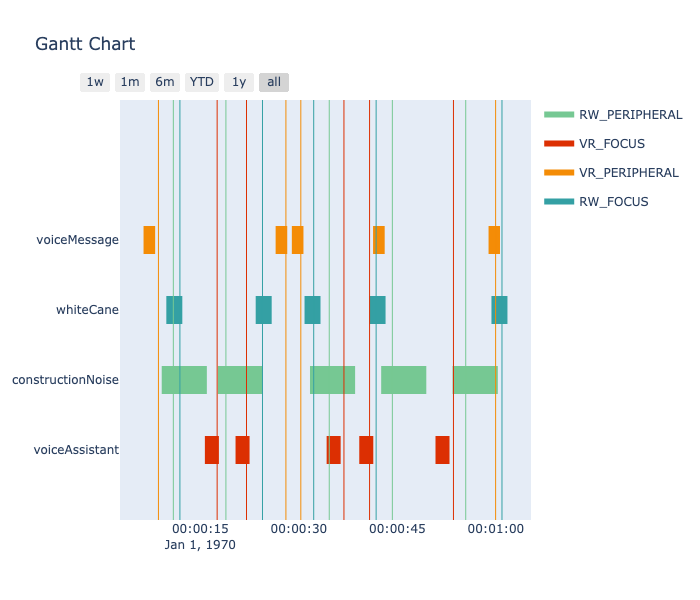 Gantt Chart
1w 1m 6m YTD 1y all
RW_PERIPHERAL
VR_FOCUS
VR_PERIPHERAL
RW_FOCUS
voiceMessage
whiteCane
constructionNoise
voiceAssistant
00:00:15 00:00:30 00:00:45 00:01:00
Jan 1, 1970